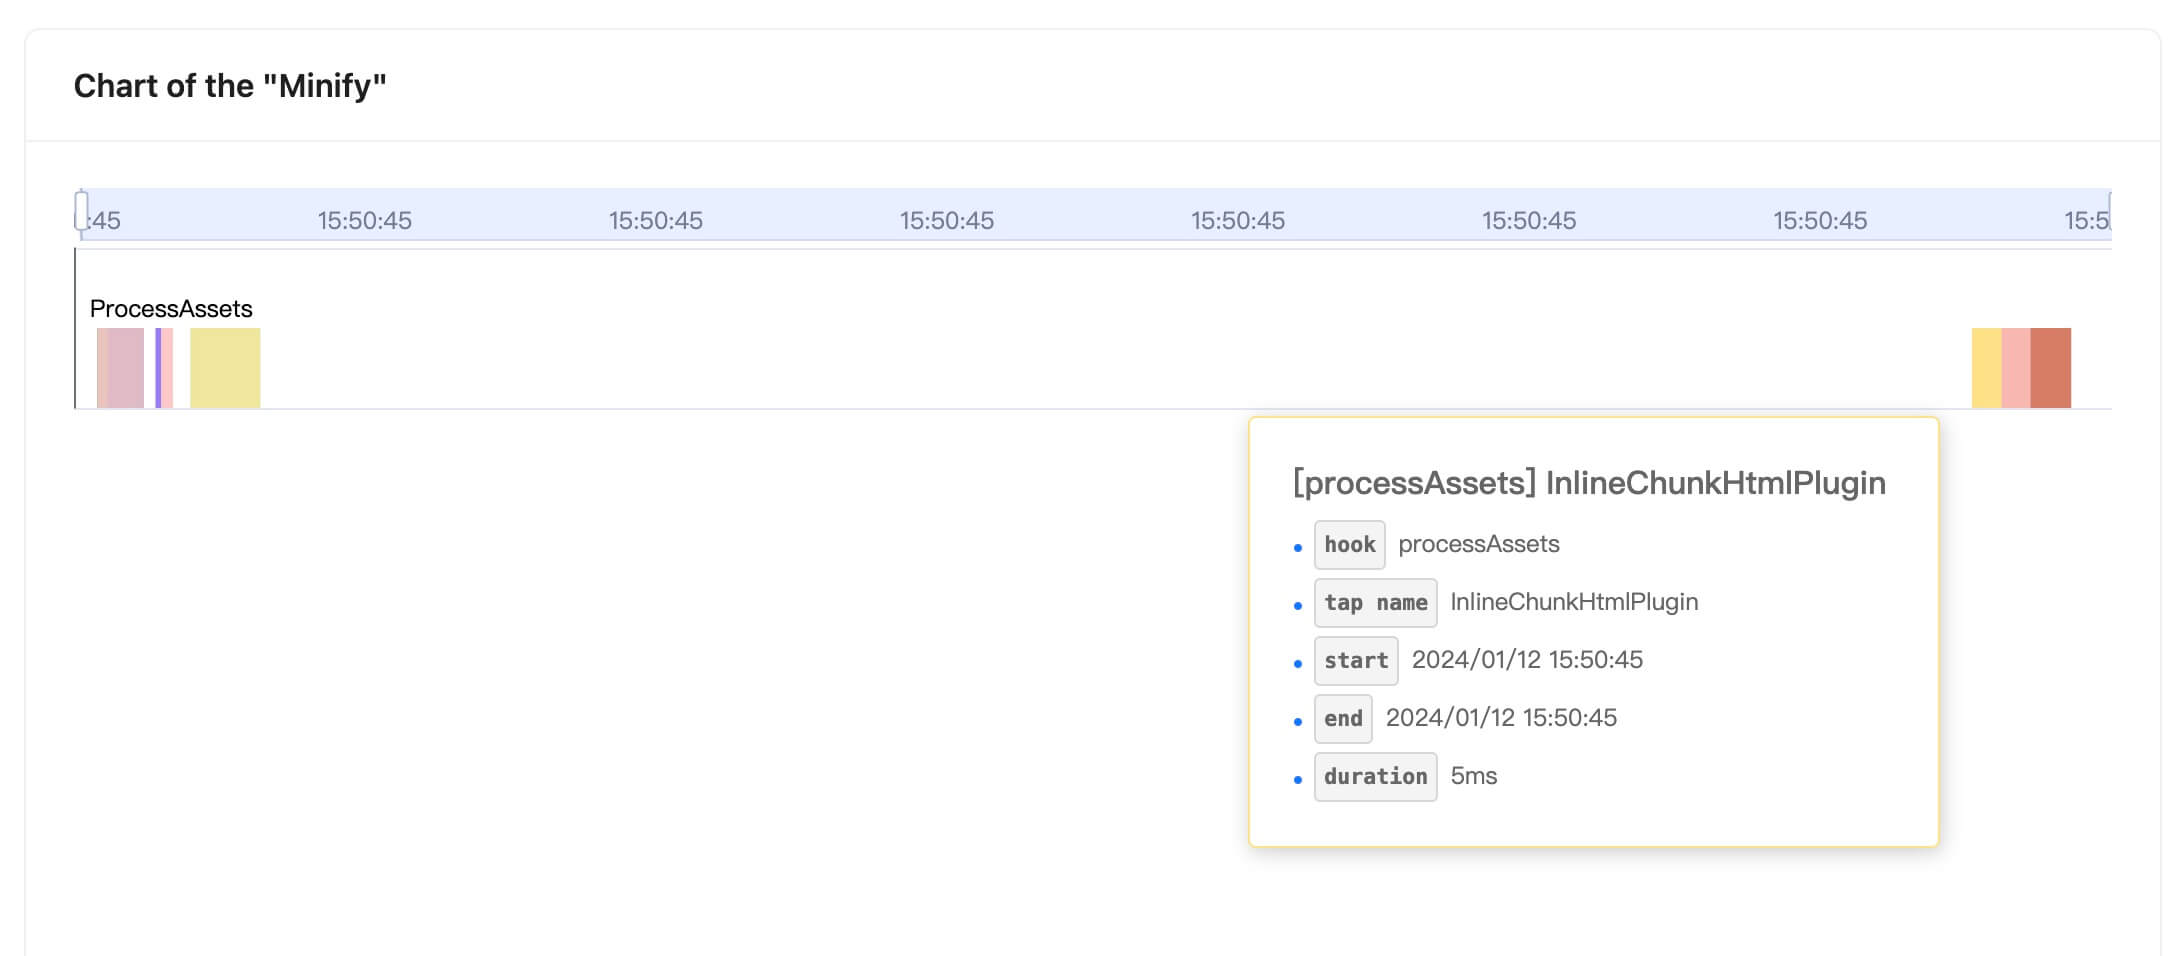 Chart of the "Minify"
:45 15:50:45 15:50:45 15:50:45 15:50:45 15:50:45 15:50:45 15:5
ProcessAssets
[processAssets] InlineChunkHtmlPlugin
hook processAssets
tap name InlineChunkHtmlPlugin
start 2024/01/12 15:50:45
end 2024/01/12 15:50:45
duration 5ms